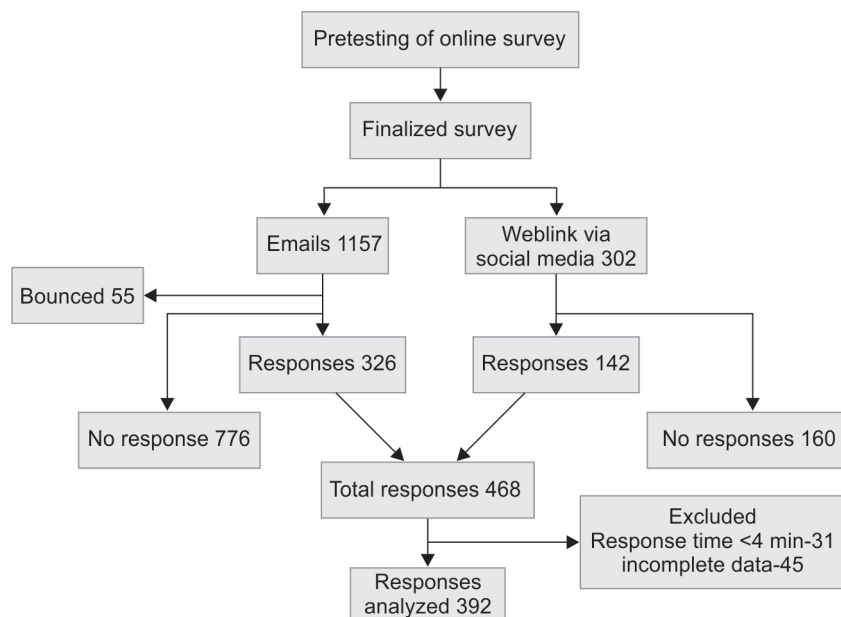 Pretesting of online survey
Finalized survey
Emails 1157
Weblink via
social media 302
Bounced 55
Responses 326
Responses 142
No response 776
No responses 160
Total responses 468
Excluded
Response time <4 min-31
incomplete data-45
Responses
analyzed 392